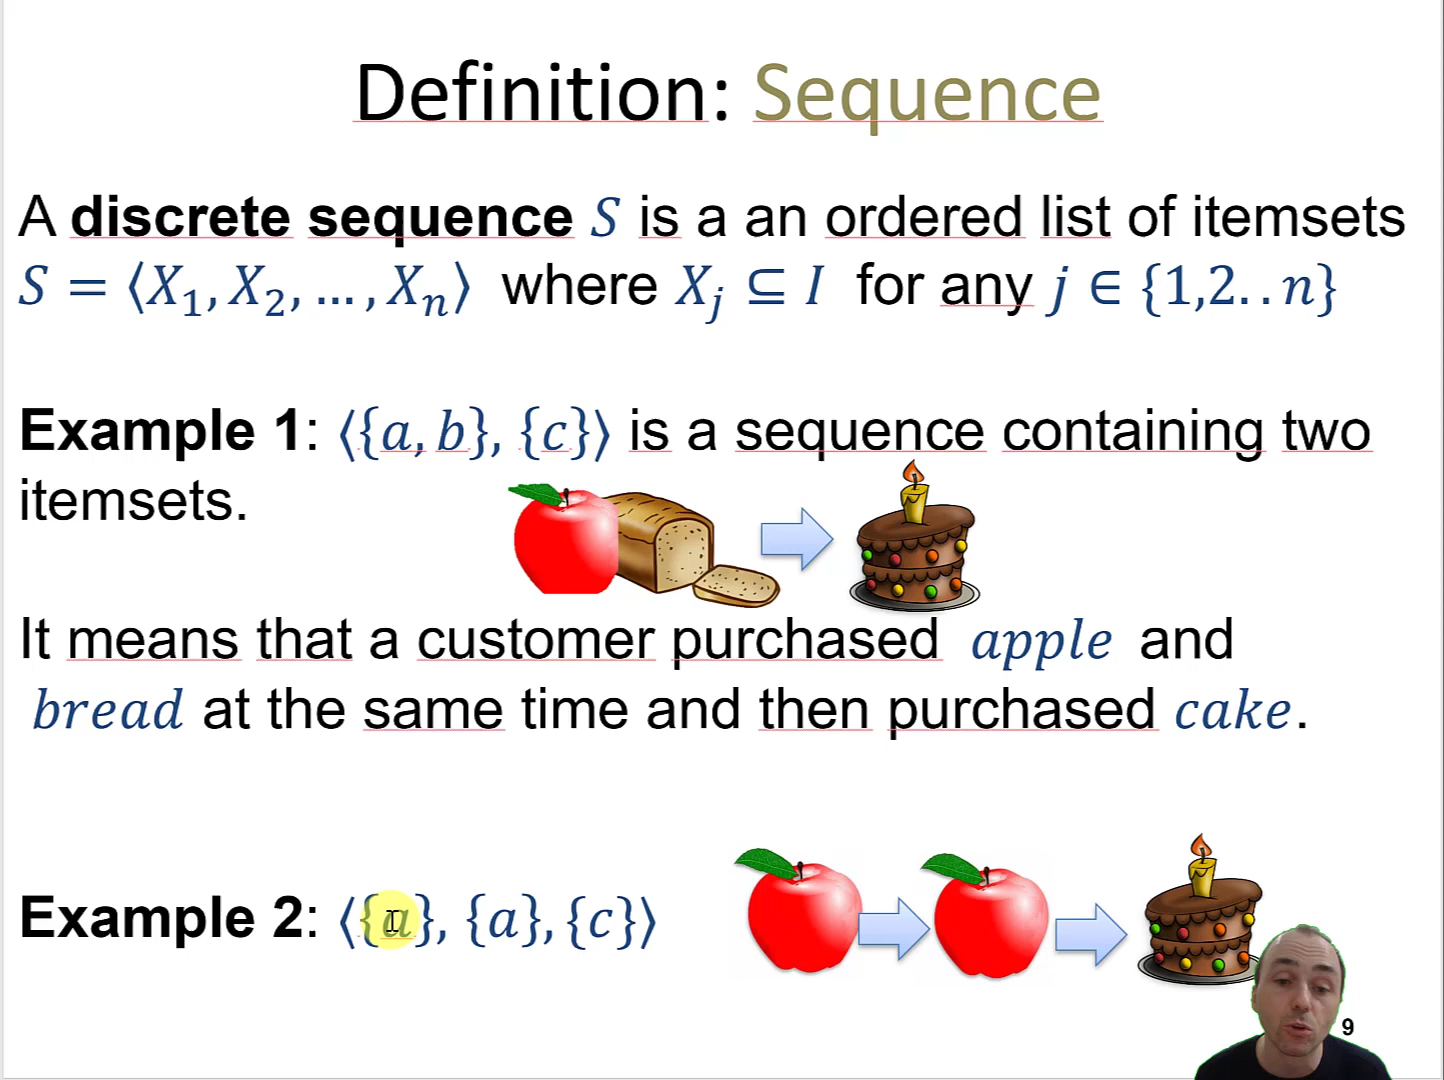 Definition: Sequence
A discrete sequence S is a an ordered list of itemsets
S = ⟨X₁, X₂, … , Xₙ⟩ where Xⱼ ⊆ I for any j ∈ {1,2. . n}
Example 1: ⟨{a, b}, {c}⟩ is a sequence containing two
itemsets.
It means that a customer purchased apple and
bread at the same time and then purchased cake.
Example 2: ⟨{a}, {a}, {c}⟩
9